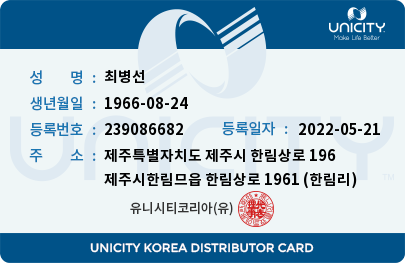 UNICITY
Make Life Better
성 명 : 최병선
생년월일 : 1966-08-24
등록번호 : 239086682 등록일자 : 2022-05-21
주 소 : 제주특별자치도 제주시 한림상로 196
제주시한림므읍 한림상로 1961 (한림리)
유니시티코리아(유)
UNICITY
UNICITY KOREA DISTRIBUTOR CARD